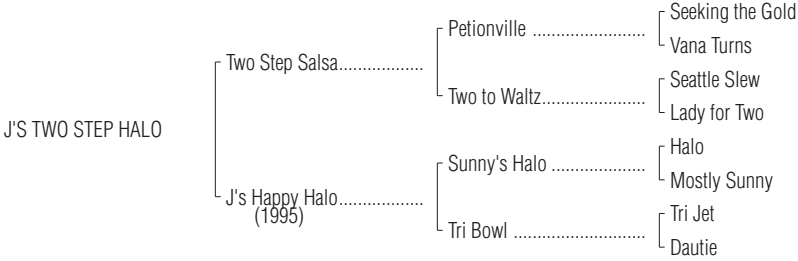 Seeking the Gold
Petionville ........................
Vana Turns
Two Step Salsa..................
Seattle Slew
Two to Waltz......................
Lady for Two
J'S TWO STEP HALO
Halo
Sunny's Halo ....................
Mostly Sunny
J's Happy Halo..................
(1995)
Tri Jet
Tri Bowl ............................
Dautie